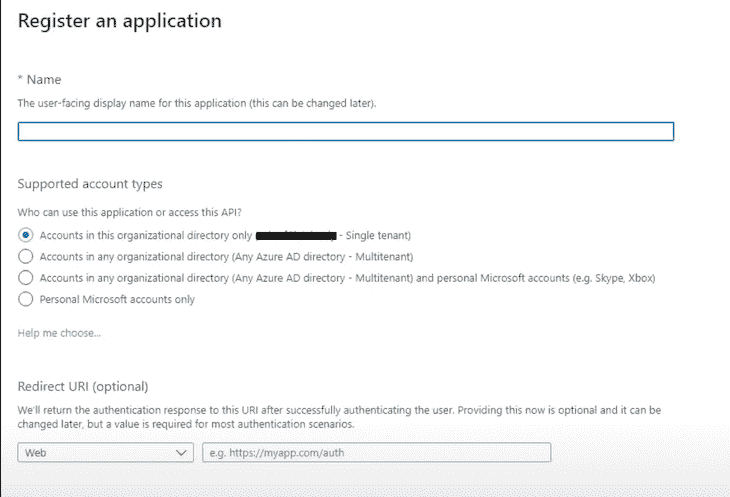 Register an application
* Name
The user-facing display name for this application (this can be changed later).
Supported account types
Who can use this application or access this API?
Accounts in this organizational directory only - Single tenant)
Accounts in any organizational directory (Any Azure AD directory - Multitenant)
Accounts in any organizational directory (Any Azure AD directory - Multitenant) and personal Microsoft accounts (e.g. Skype, Xbox)
Personal Microsoft accounts only
Help me choose...
Redirect URI (optional)
We'll return the authentication response to this URI after successfully authenticating the user. Providing this now is optional and it can be
changed later, but a value is required for most authentication scenarios.
Web e.g. https://myapp.com/auth